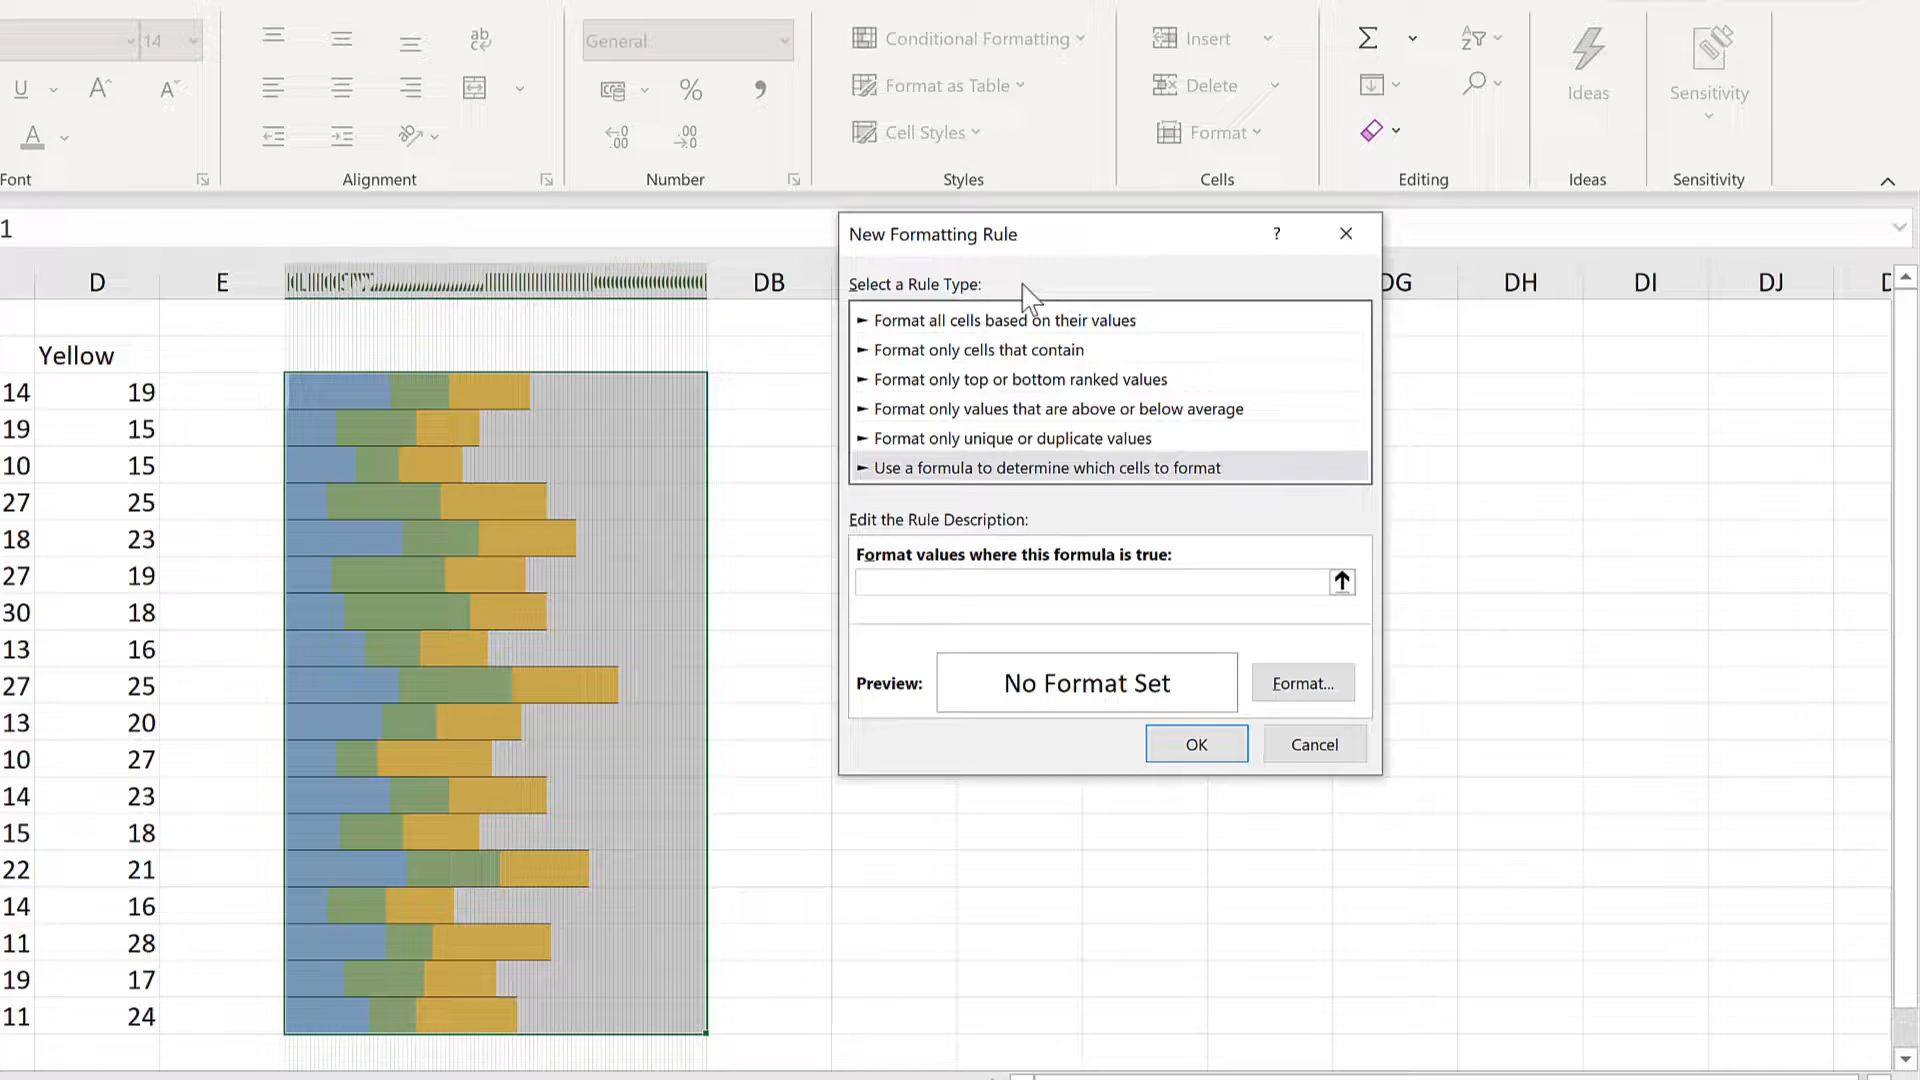 14
General
Conditional Formatting
Insert
ab
Format as Table
Delete
U
A
A
%
Ideas
Sensitivity
A
Cell Styles
Format
Font
Alignment
Number
Styles
Cells
Editing
Ideas
Sensitivity
1
D
E
DB
DG
DH
DI
DJ
Yellow
14 19
19 15
10 15
27 25
18 23
27 19
30 18
13 16
27 25
13 20
10 27
14 23
15 18
22 21
14 16
11 28
19 17
11 24
New Formatting Rule
?
Select a Rule Type:
► Format all cells based on their values
► Format only cells that contain
► Format only top or bottom ranked values
► Format only values that are above or below average
► Format only unique or duplicate values
► Use a formula to determine which cells to format
Edit the Rule Description:
Format values where this formula is true:
Preview:
No Format Set
Format...
OK
Cancel